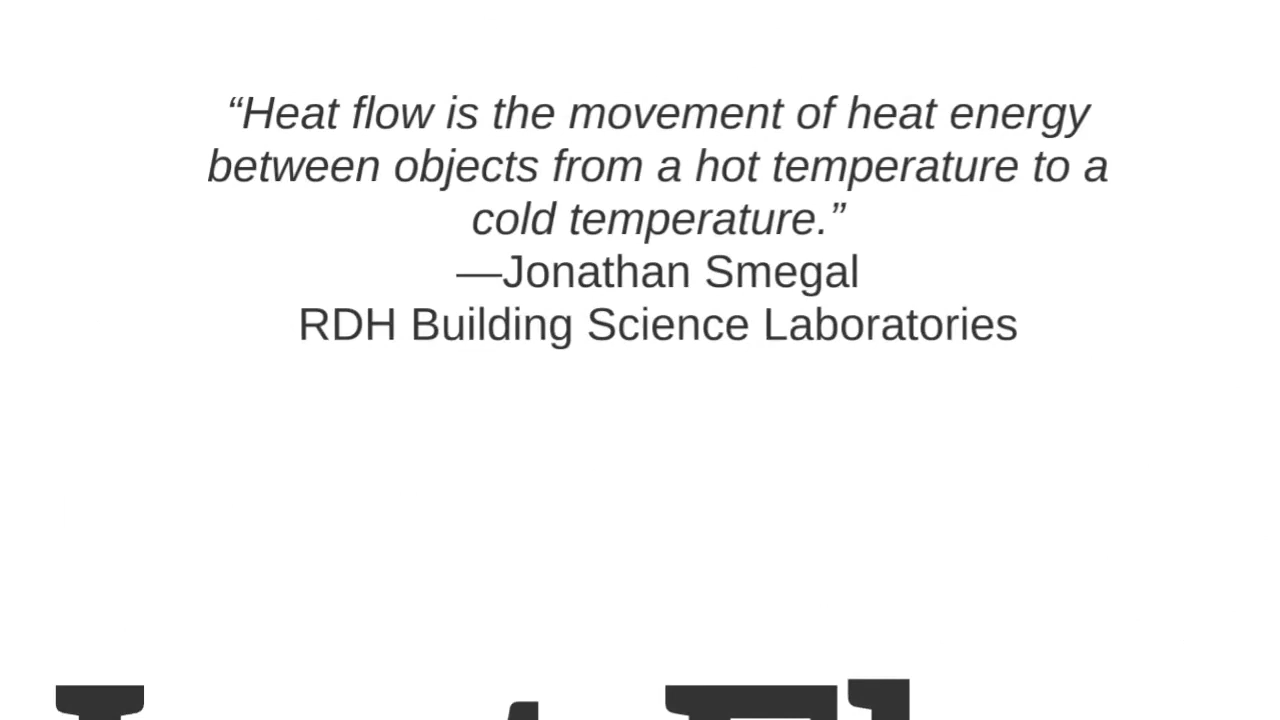 “Heat flow is the movement of heat energy
between objects from a hot temperature to a
cold temperature.”
—Jonathan Smegal
RDH Building Science Laboratories